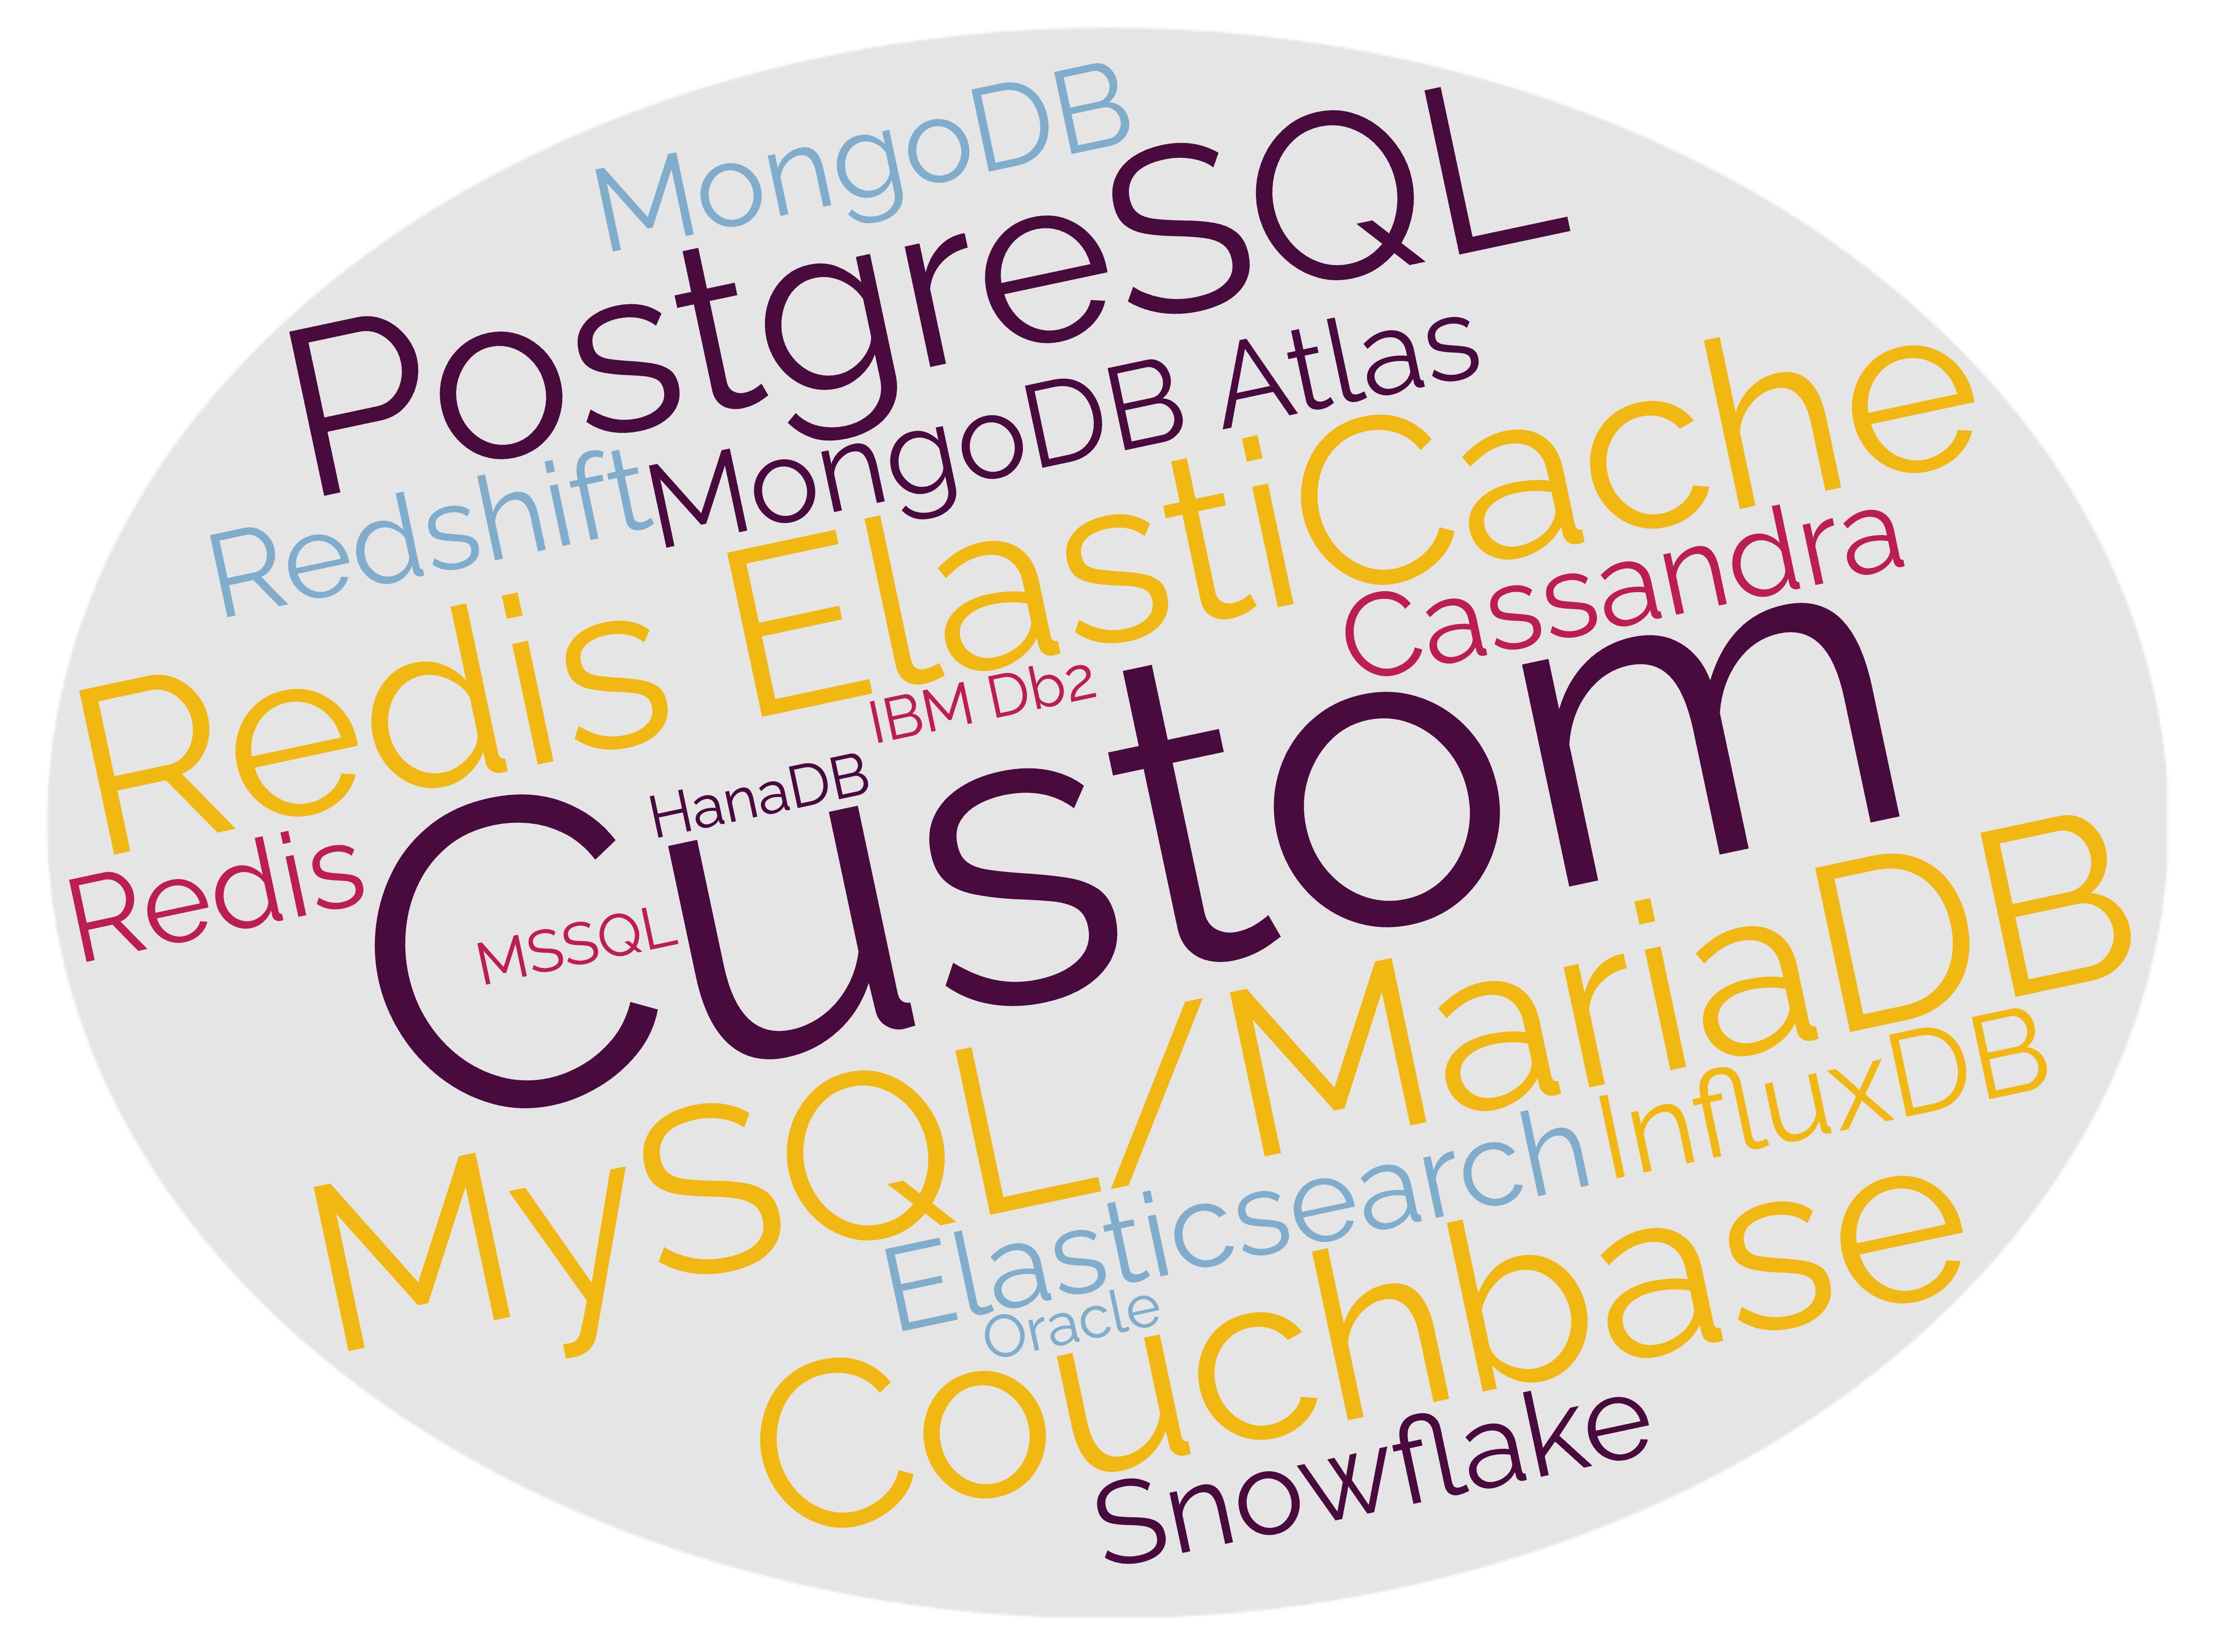 MongoDB
PostgreSQL
MongoDB Atlas
Redshift
Redis ElastiCache
Cassandra
IBM Db2
HanaDB
Custom
Redis
MSSQL
MySQL/MariaDB
InfluxDB
Elasticsearch
Oracle
Couchbase
Snowflake